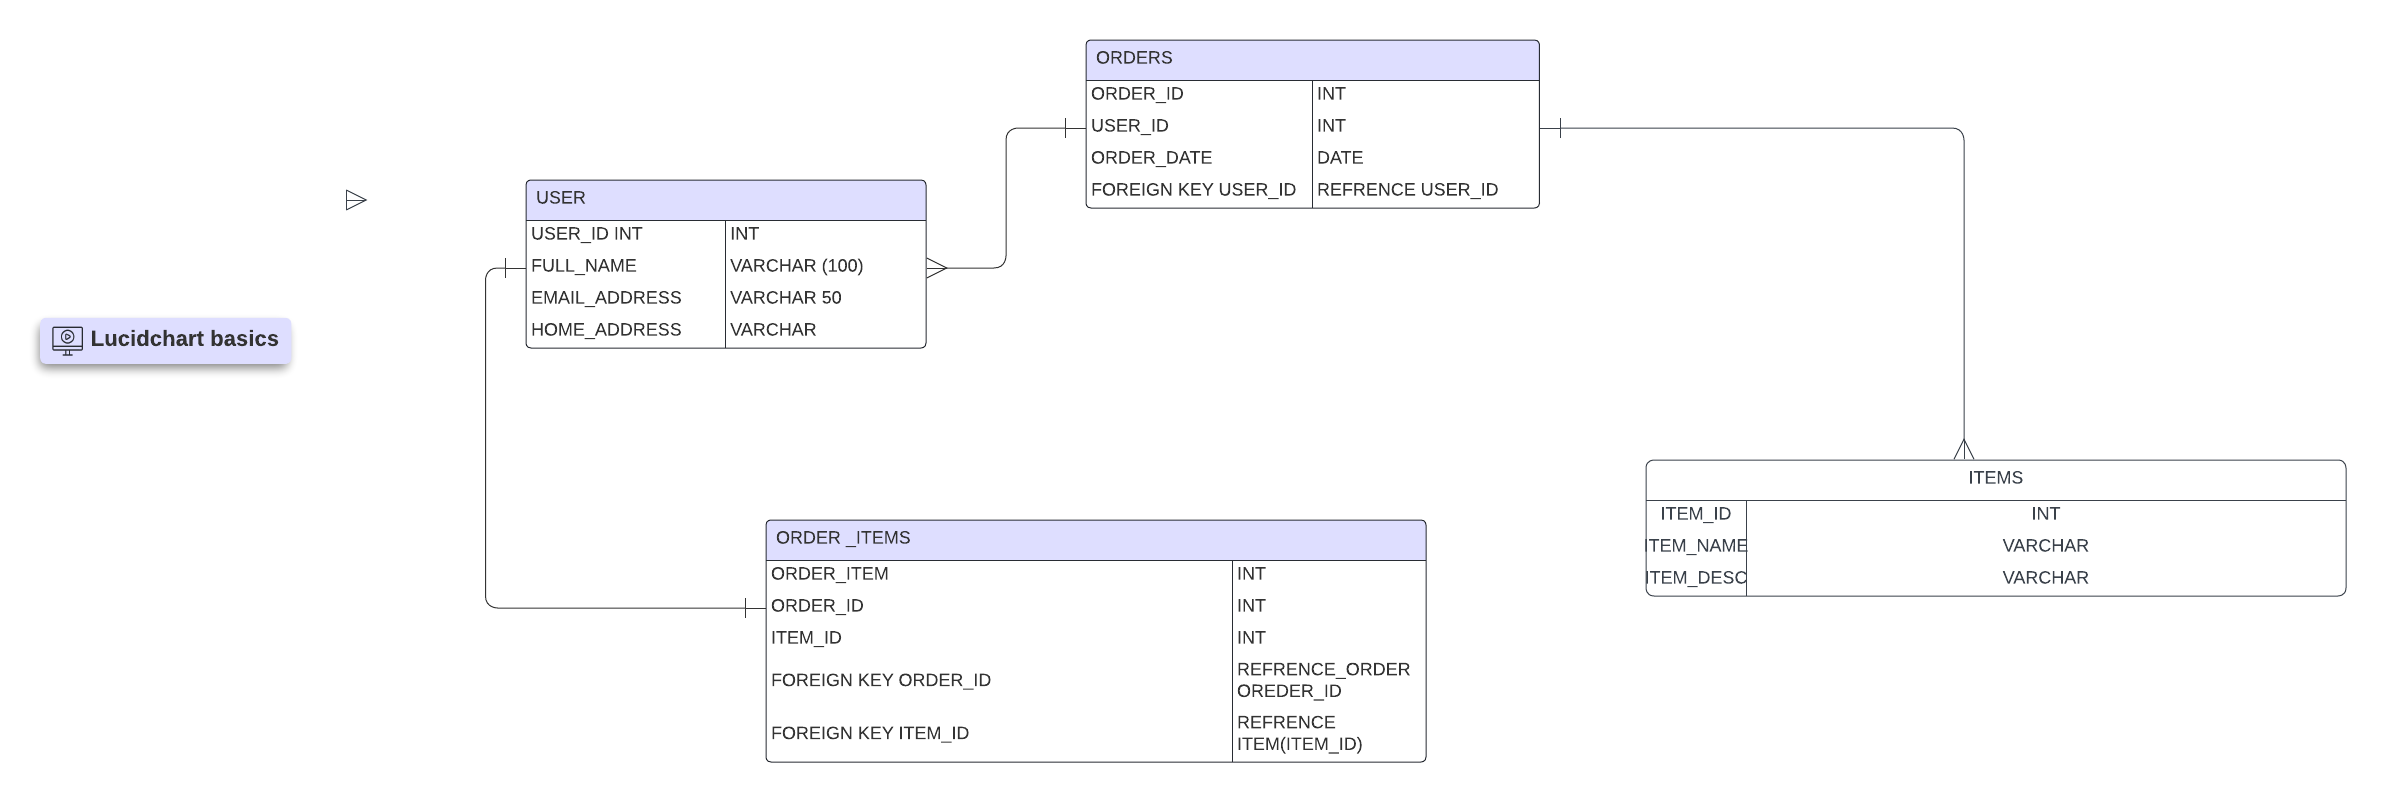 ORDERS
ORDER_ID INT
USER_ID INT
ORDER_DATE DATE
FOREIGN KEY USER_ID REFRENCE USER_ID
USER
USER_ID INT INT
FULL_NAME VARCHAR (100)
EMAIL_ADDRESS VARCHAR 50
HOME_ADDRESS VARCHAR
Lucidchart basics
ITEMS
ITEM_ID INT
ITEM_NAME VARCHAR
ITEM_DESC VARCHAR
ORDER _ITEMS
ORDER_ITEM INT
ORDER_ID INT
ITEM_ID INT
FOREIGN KEY ORDER_ID REFRENCE_ORDER
OREDER_ID
FOREIGN KEY ITEM_ID REFRENCE
ITEM(ITEM_ID)